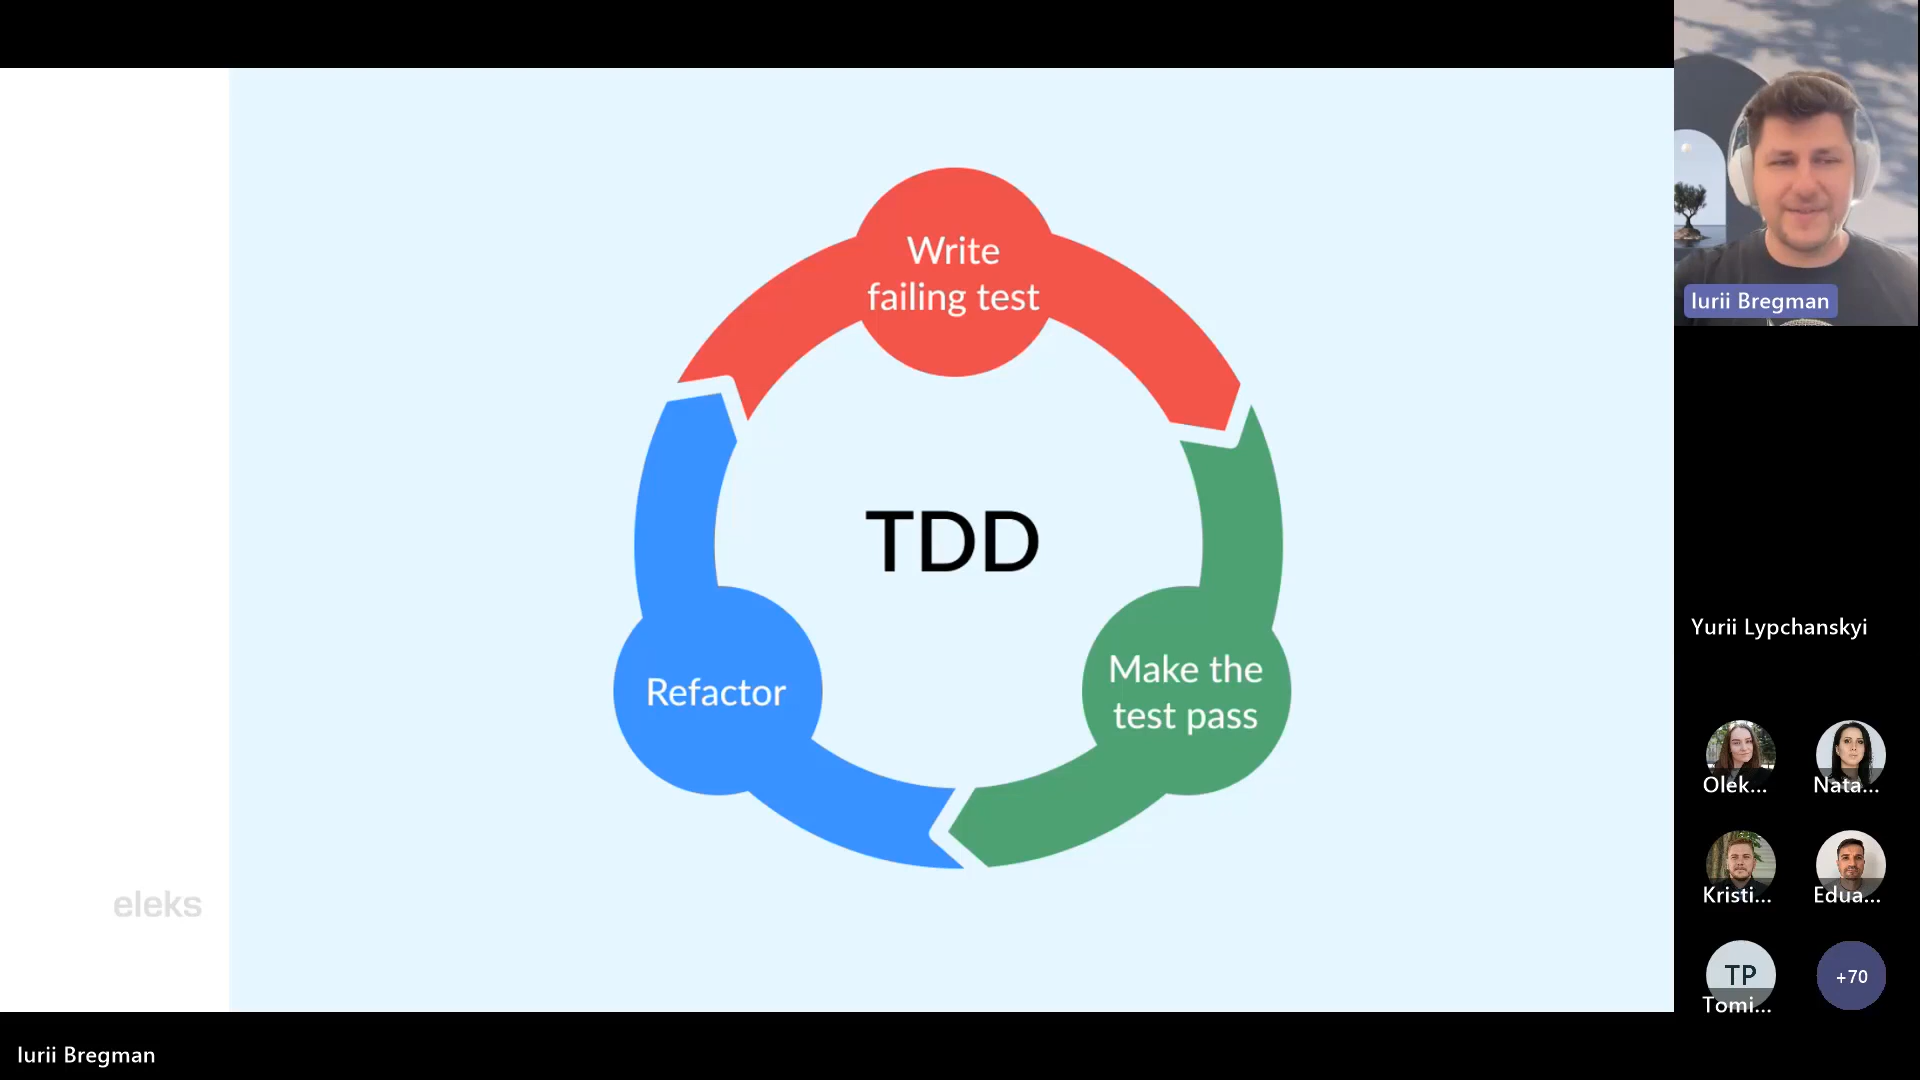 Write
failing test
TDD
Refactor
Make the
test pass
eleks
Iurii Bregman
Yurii Lypchanskyi
Olek...
Nata...
Kristi...
Edua...
TP
Tomi...
+70
Iurii Bregman